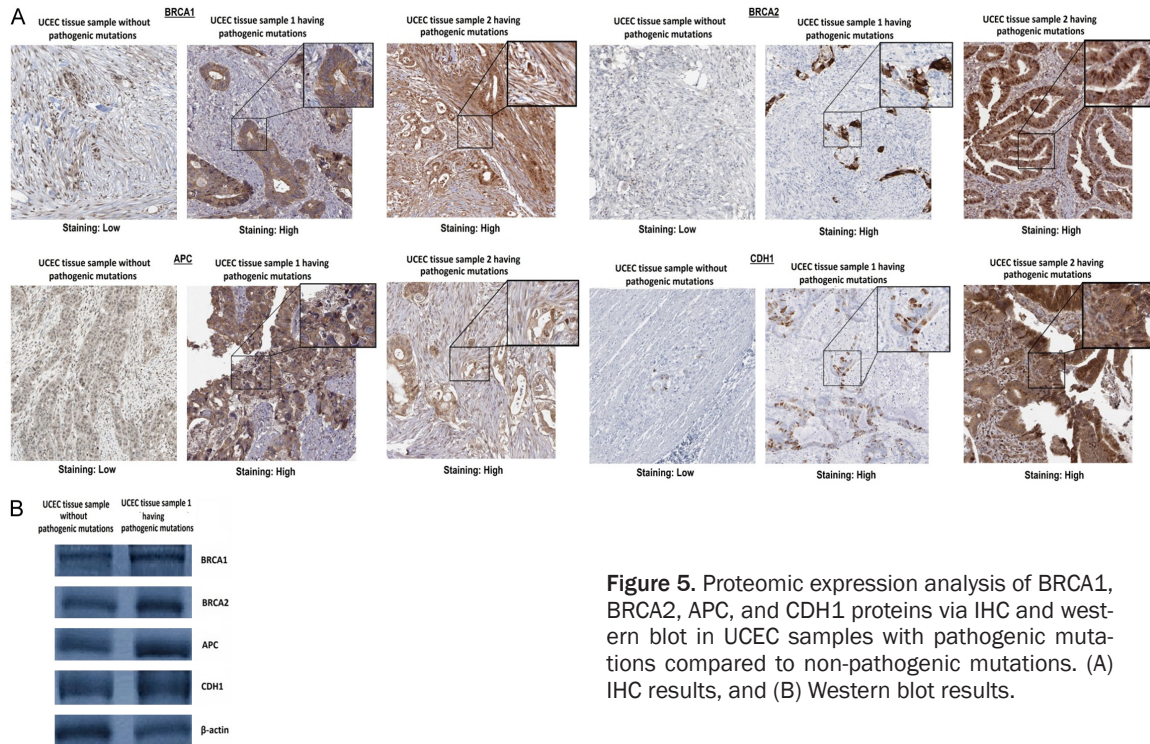 A
BRCA1
UCEC tissue sample without
pathogenic mutations
UCEC tissue sample 1 having
pathogenic mutations
UCEC tissue sample 2 having
pathogenic mutations
Staining: Low
Staining: High
Staining: High
BRCA2
UCEC tissue sample without
pathogenic mutations
UCEC tissue sample 1 having
pathogenic mutations
UCEC tissue sample 2 having
pathogenic mutations
Staining: Low
Staining: High
Staining: High
APC
UCEC tissue sample without
pathogenic mutations
UCEC tissue sample 1 having
pathogenic mutations
UCEC tissue sample 2 having
pathogenic mutations
Staining: Low
Staining: High
Staining: High
CDH1
UCEC tissue sample without
pathogenic mutations
UCEC tissue sample 1 having
pathogenic mutations
UCEC tissue sample 2 having
pathogenic mutations
Staining: Low
Staining: High
Staining: High
B
UCEC tissue sample
without
pathogenic mutations
UCEC tissue sample 1
having
pathogenic mutations
BRCA1
BRCA2
APC
CDH1
β-actin
Figure 5. Proteomic expression analysis of BRCA1,
BRCA2, APC, and CDH1 proteins via IHC and west-
ern blot in UCEC samples with pathogenic muta-
tions compared to non-pathogenic mutations. (A)
IHC results, and (B) Western blot results.